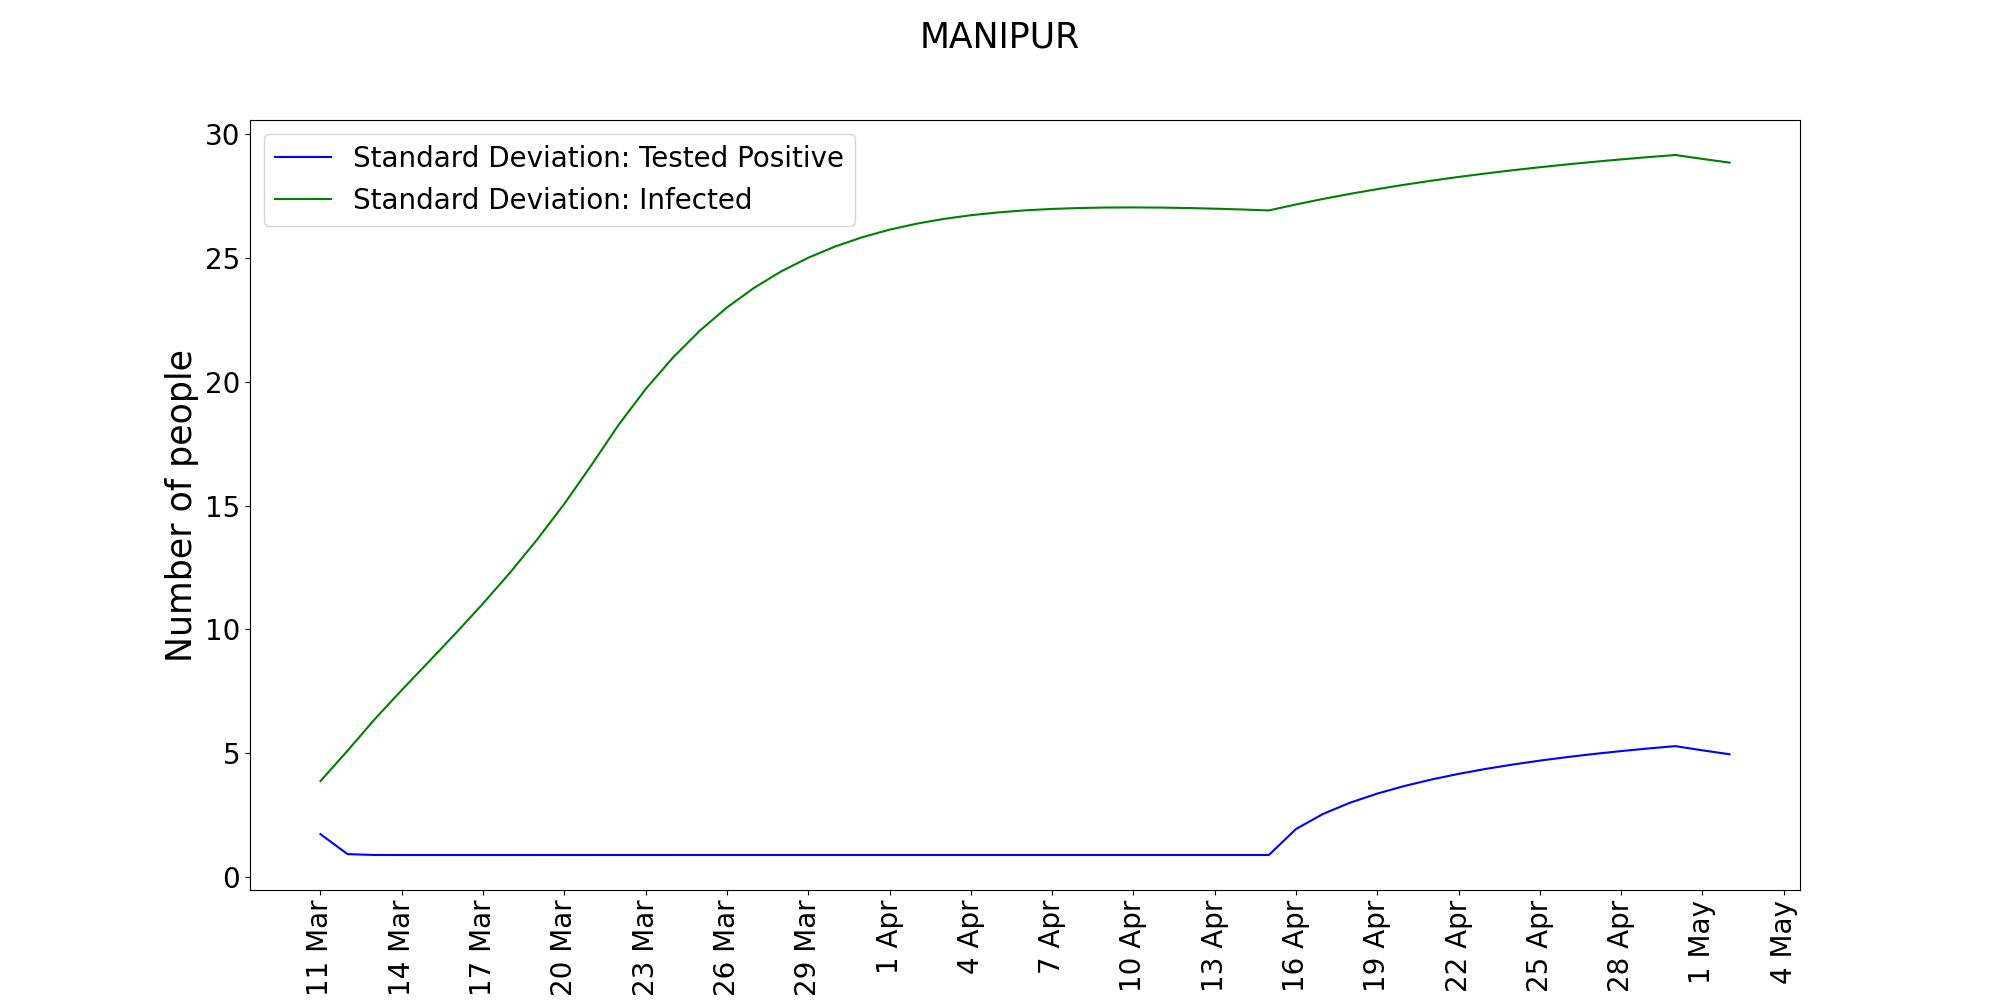 MANIPUR
30
25
20
15
10
5
0
Number of people
Standard Deviation: Tested Positive
Standard Deviation: Infected
11 Mar
14 Mar
17 Mar
20 Mar
23 Mar
26 Mar
29 Mar
1 Apr
4 Apr
7 Apr
10 Apr
13 Apr
16 Apr
19 Apr
22 Apr
25 Apr
28 Apr
1 May
4 May